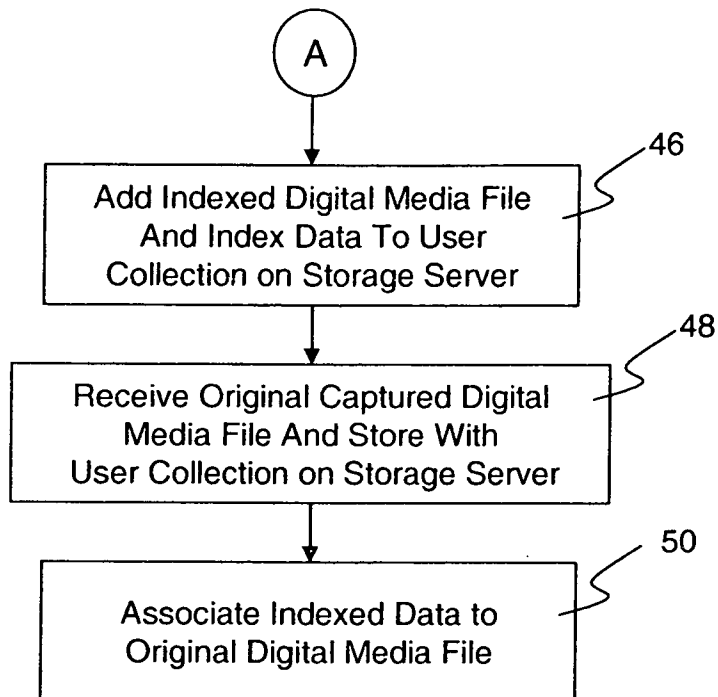 A
46
Add Indexed Digital Media File
And Index Data To User
Collection on Storage Server
48
Receive Original Captured Digital
Media File And Store With
User Collection on Storage Server
50
Associate Indexed Data to
Original Digital Media File